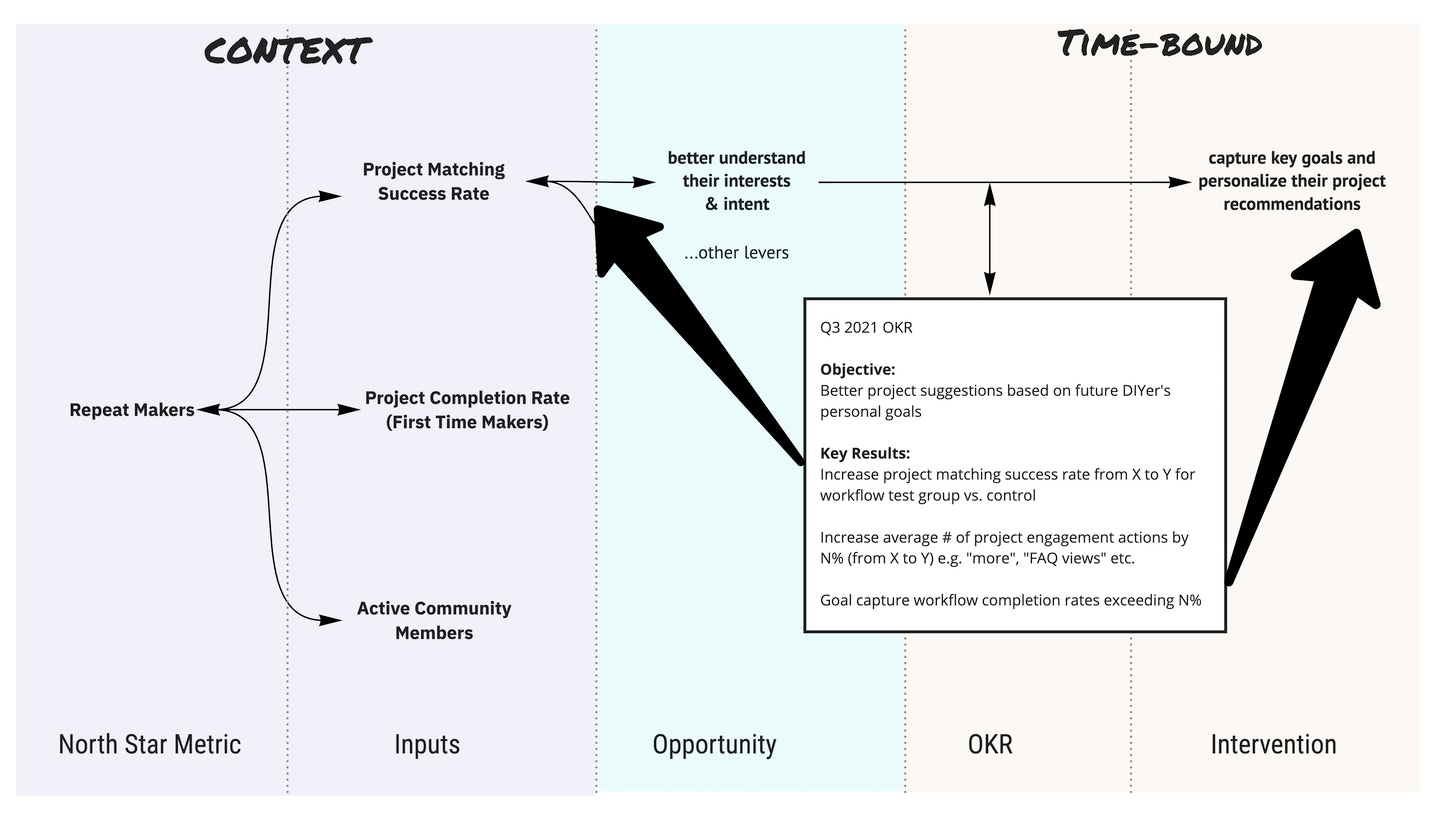 CONTEXT
TIME-BOUND
Project Matching
Success Rate
better understand
their interests
& intent
...other levers
capture key goals and
personalize their project
recommendations
Repeat Makers
Project Completion Rate
(First Time Makers)
Active Community
Members
Q3 2021 OKR
Objective:
Better project suggestions based on future DIYer's
personal goals
Key Results:
Increase project matching success rate from X to Y for
workflow test group vs. control
Increase average # of project engagement actions by
N% (from X to Y) e.g. "more", "FAQ views" etc.
Goal capture workflow completion rates exceeding N%
North Star Metric
Inputs
Opportunity
OKR
Intervention